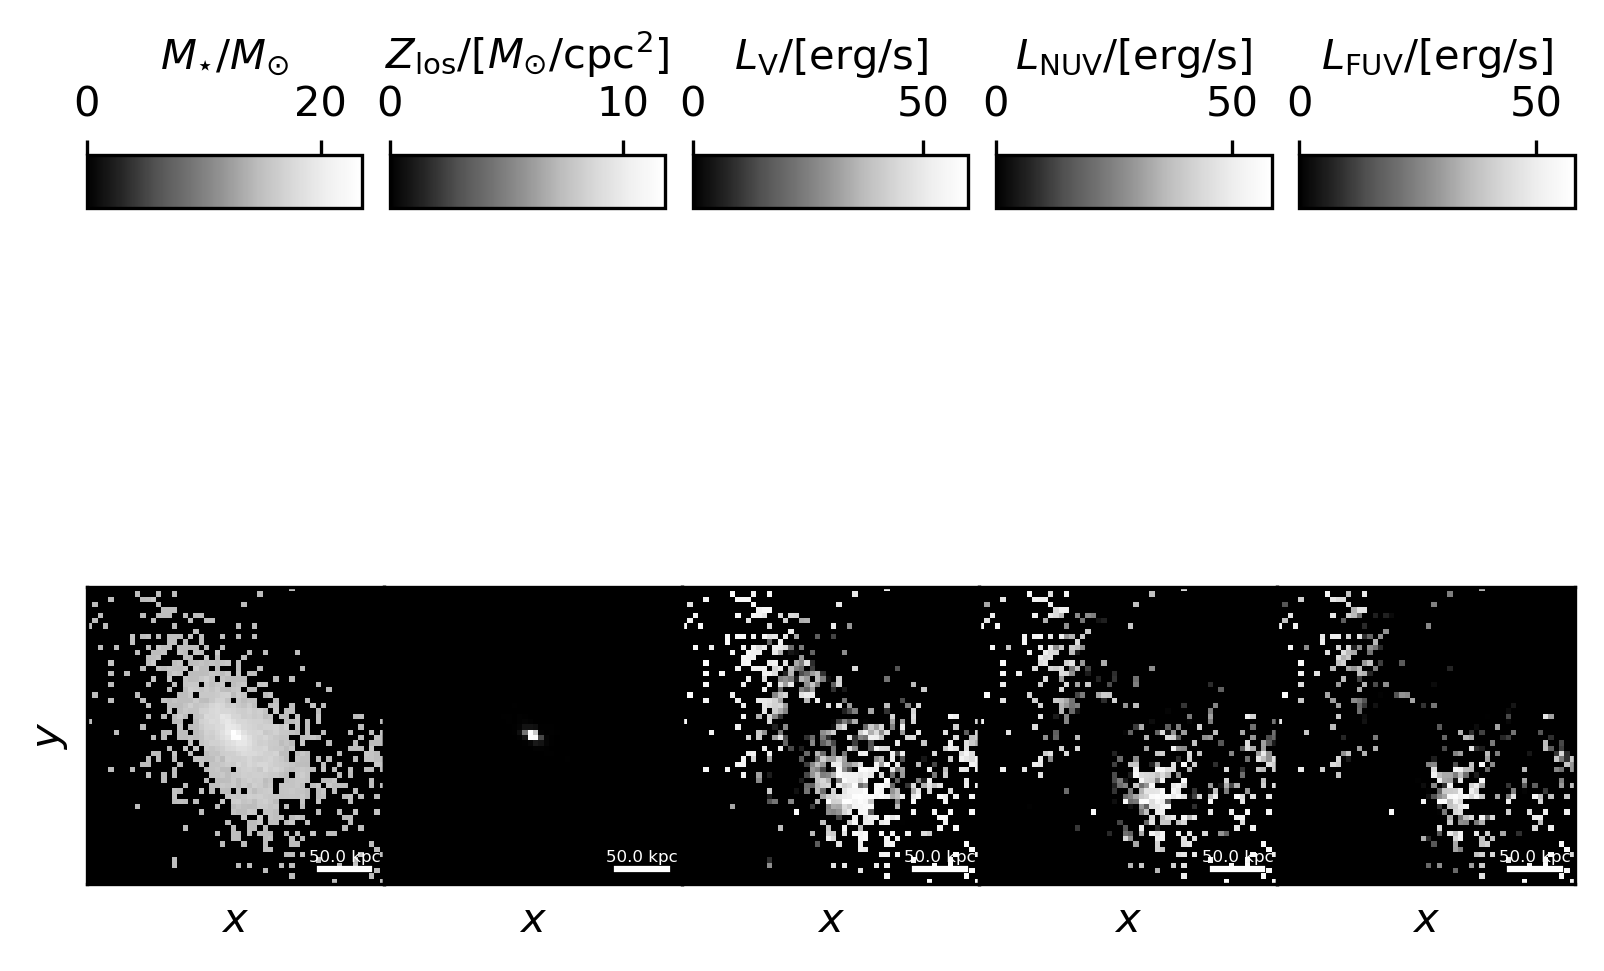 M⋆/M⊙ Z_los/[M⊙/cpc²] L_V/[erg/s] L_NUV/[erg/s] L_FUV/[erg/s]
0 20 0 10 0 50 0 50 0 50
y
50.0 kpc 50.0 kpc 50.0 kpc 50.0 kpc 50.0 kpc
x x x x x